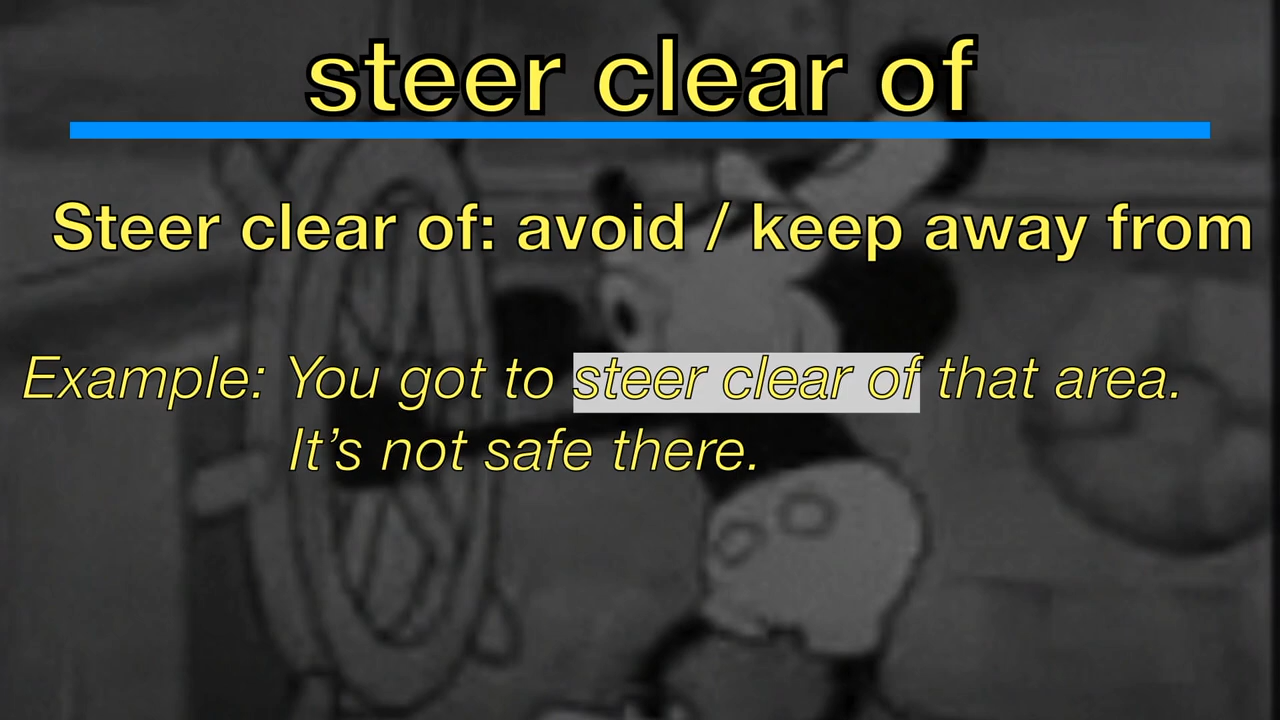 steer clear of
Steer clear of: avoid / keep away from
Example: You got to steer clear of that area.
It’s not safe there.